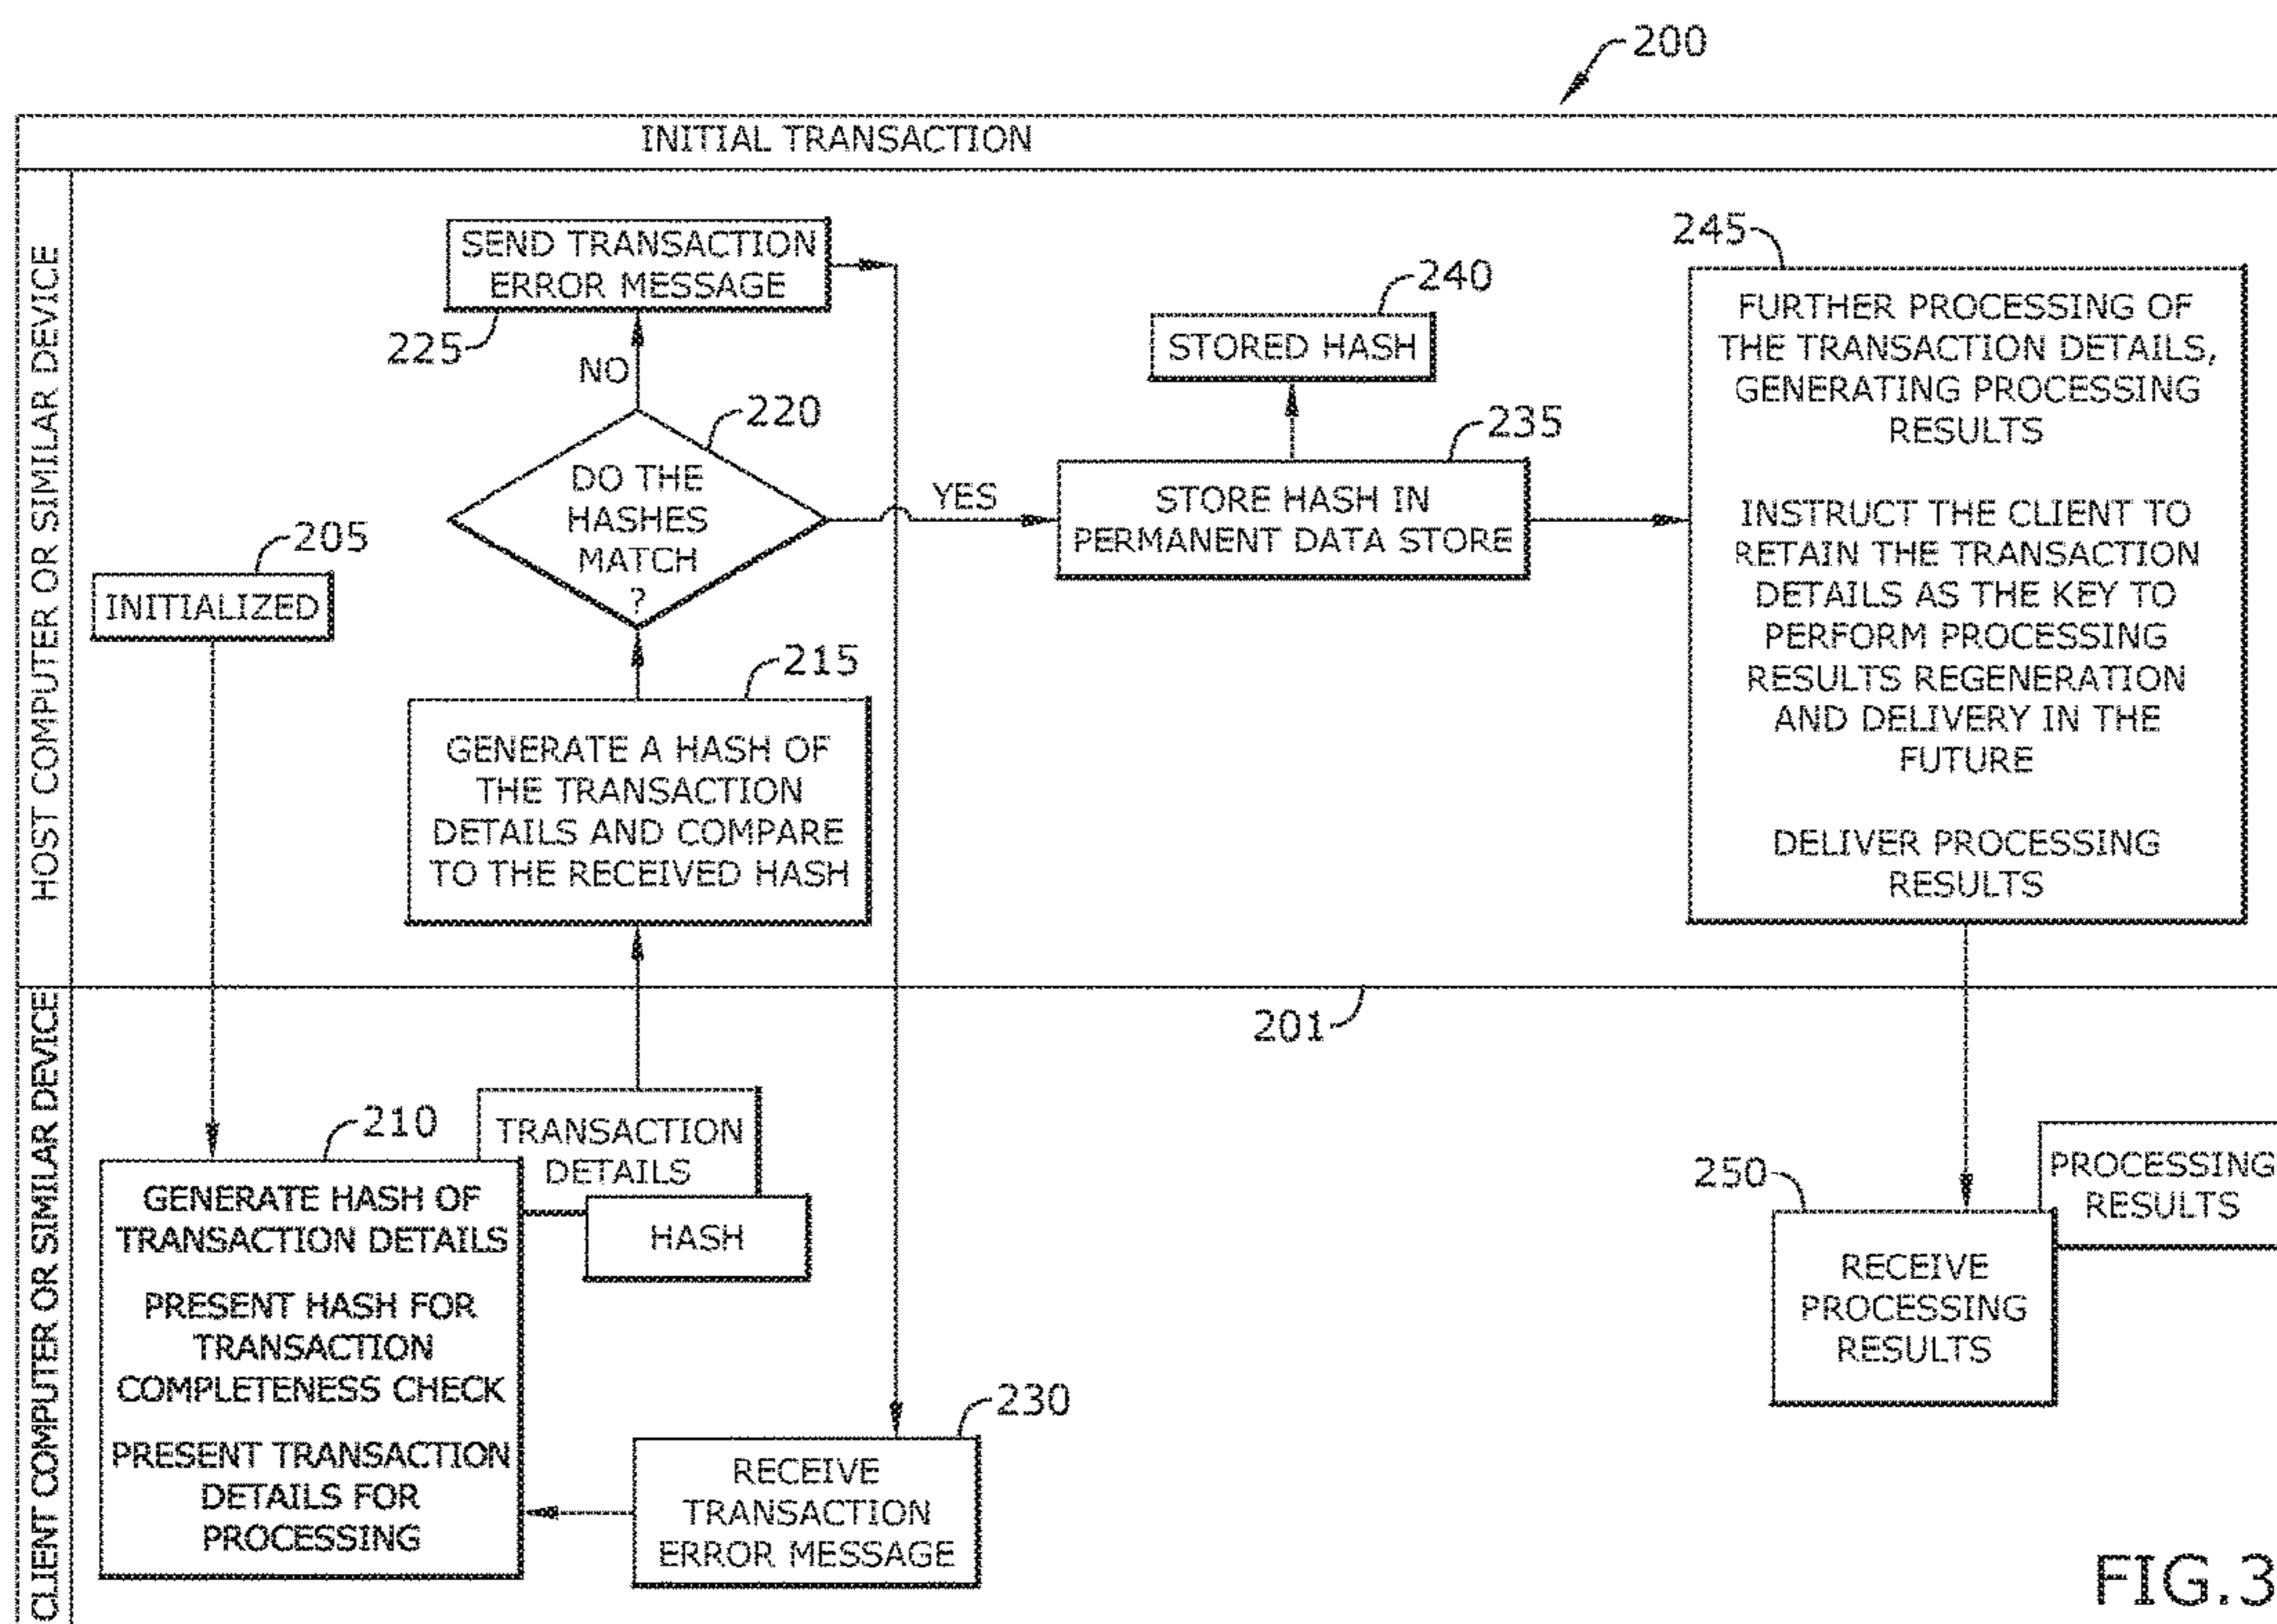 200
INITIAL TRANSACTION
HOST COMPUTER OR SIMILAR DEVICE
SEND TRANSACTION
ERROR MESSAGE
225
NO
220
DO THE
HASHES
MATCH
?
YES
205
INITIALIZED
215
GENERATE A HASH OF
THE TRANSACTION
DETAILS AND COMPARE
TO THE RECEIVED HASH
240
STORED HASH
235
STORE HASH IN
PERMANENT DATA STORE
245
FURTHER PROCESSING OF
THE TRANSACTION DETAILS,
GENERATING PROCESSING
RESULTS
INSTRUCT THE CLIENT TO
RETAIN THE TRANSACTION
DETAILS AS THE KEY TO
PERFORM PROCESSING
RESULTS REGENERATION
AND DELIVERY IN THE
FUTURE
DELIVER PROCESSING
RESULTS
201
CLIENT COMPUTER OR SIMILAR DEVICE
210
GENERATE HASH OF
TRANSACTION DETAILS
PRESENT HASH FOR
TRANSACTION
COMPLETENESS CHECK
PRESENT TRANSACTION
DETAILS FOR
PROCESSING
TRANSACTION
DETAILS
HASH
230
RECEIVE
TRANSACTION
ERROR MESSAGE
250
RECEIVE
PROCESSING
RESULTS
PROCESSING
RESULTS
FIG.3